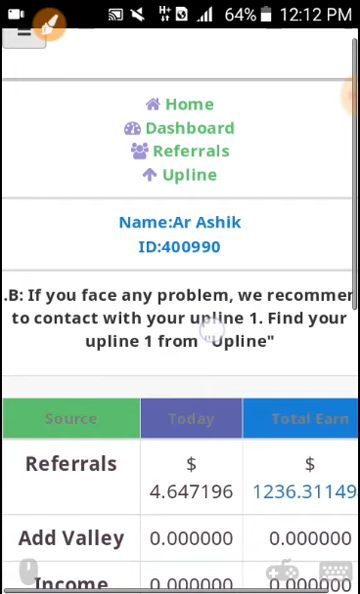 64% 12:12 PM
Home
Dashboard
Referrals
Upline
Name:Ar Ashik
ID:400990
.B: If you face any problem, we recommen
to contact with your upline 1. Find your
upline 1 from "Upline"
Source Today Total Earn
Referrals $ 4.647196 $ 1236.31149
Add Valley 0.000000 0.000000
Income 0.000000 0.000000